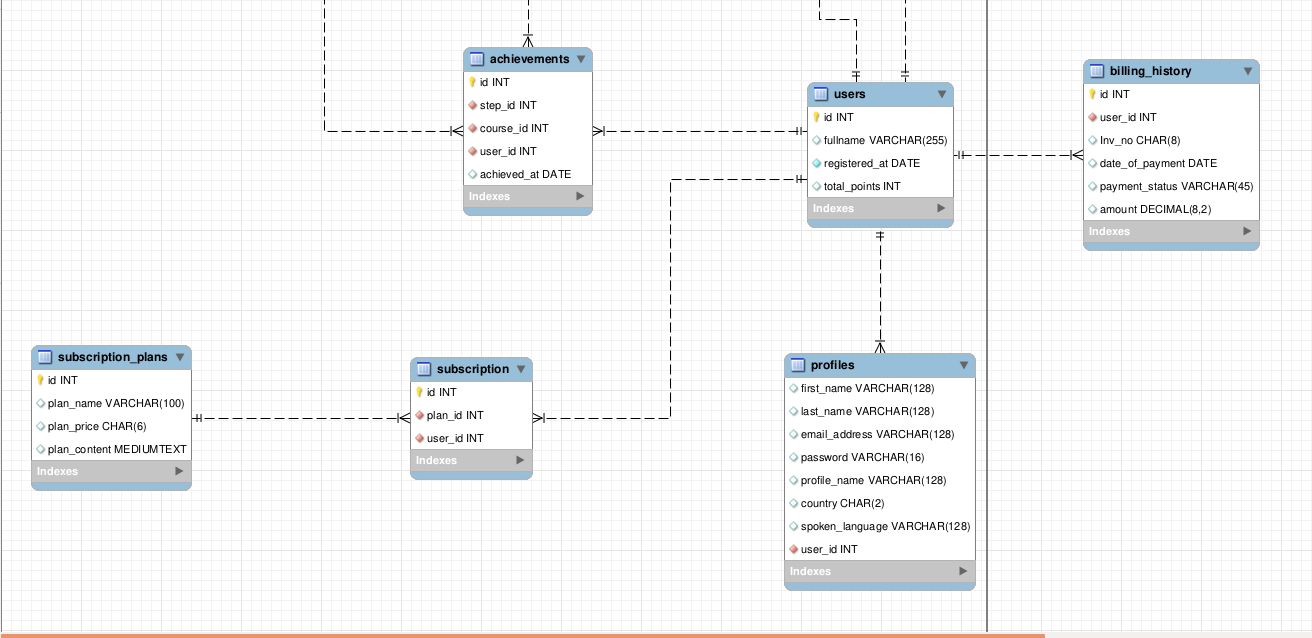 achievements
id INT
step_id INT
course_id INT
user_id INT
achieved_at DATE
Indexes
users
id INT
fullname VARCHAR(255)
registered_at DATE
total_points INT
Indexes
billing_history
id INT
user_id INT
Inv_no CHAR(8)
date_of_payment DATE
payment_status VARCHAR(45)
amount DECIMAL(8,2)
Indexes
subscription_plans
id INT
plan_name VARCHAR(100)
plan_price CHAR(6)
plan_content MEDIUMTEXT
Indexes
subscription
id INT
plan_id INT
user_id INT
Indexes
profiles
first_name VARCHAR(128)
last_name VARCHAR(128)
email_address VARCHAR(128)
password VARCHAR(16)
profile_name VARCHAR(128)
country CHAR(2)
spoken_language VARCHAR(128)
user_id INT
Indexes